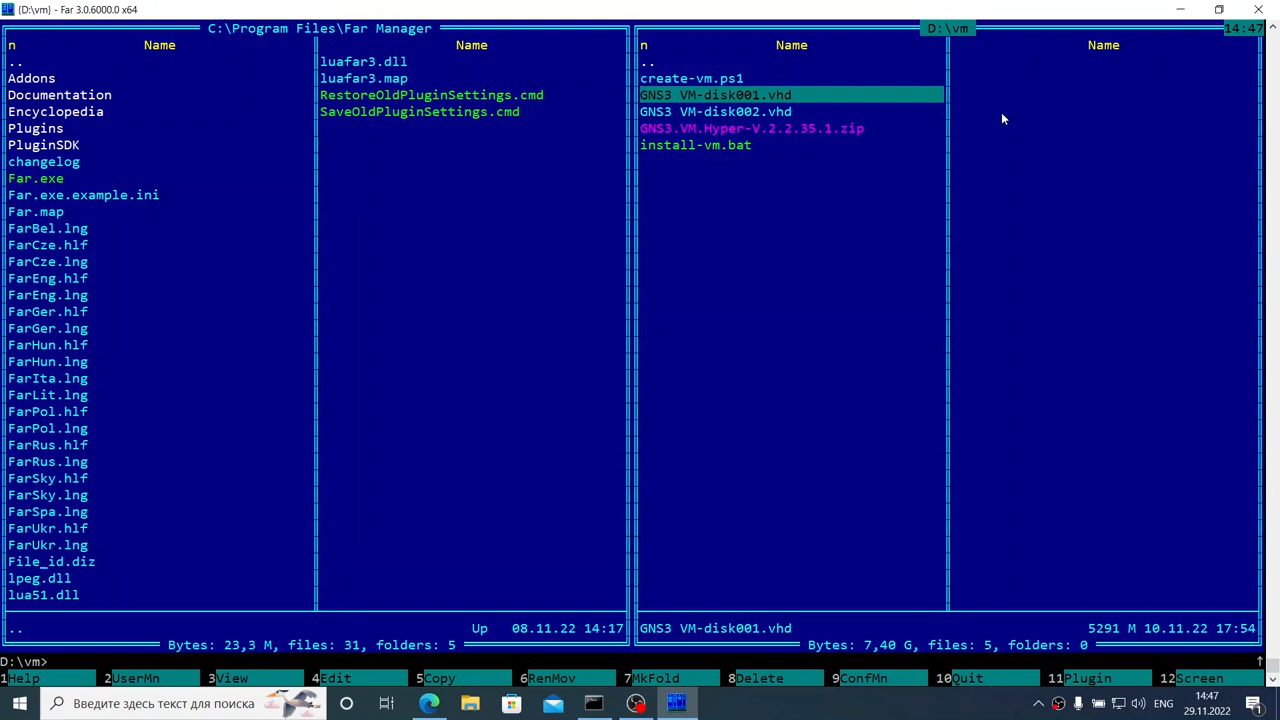 {D:\vm} - Far 3.0.6000.0 x64
C:\Program Files\Far Manager
n Name
..
Addons
Documentation
Encyclopedia
Plugins
PluginSDK
changelog
Far.exe
Far.exe.example.ini
Far.map
FarBel.lng
FarCze.hlf
FarCze.lng
FarEng.hlf
FarEng.lng
FarGer.hlf
FarGer.lng
FarHun.hlf
FarHun.lng
FarIta.lng
FarLit.lng
FarPol.hlf
FarPol.lng
FarRus.hlf
FarRus.lng
FarSky.hlf
FarSky.lng
FarSpa.lng
FarUkr.hlf
FarUkr.lng
File_id.diz
lpeg.dll
lua51.dll
Name
luafar3.dll
luafar3.map
RestoreOldPluginSettings.cmd
SaveOldPluginSettings.cmd
.. Up 08.11.22 14:17
Bytes: 23,3 M, files: 31, folders: 5
D:\vm 14:47
n Name
..
create-vm.ps1
GNS3 VM-disk001.vhd
GNS3 VM-disk002.vhd
GNS3.VM.Hyper-V.2.2.35.1.zip
install-vm.bat
Name
GNS3 VM-disk001.vhd 5291 M 10.11.22 17:54
Bytes: 7,40 G, files: 5, folders: 0
D:\vm> ↑
1Help 2UserMn 3View 4Edit 5Copy 6RenMov 7MkFold 8Delete 9ConfMn 10Quit 11Plugin 12Screen
Введите здесь текст для поиска
ENG
14:47
29.11.2022
1